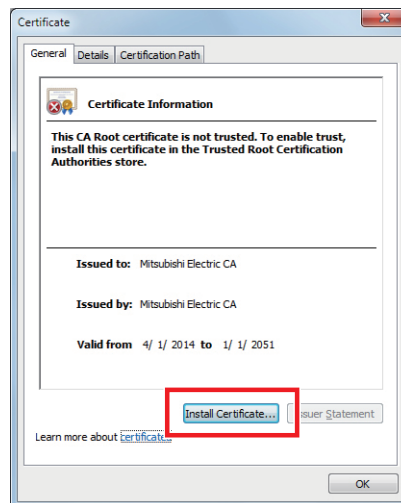 Certificate
General Details Certification Path
Certificate Information
This CA Root certificate is not trusted. To enable trust,
install this certificate in the Trusted Root Certification
Authorities store.
Issued to: Mitsubishi Electric CA
Issued by: Mitsubishi Electric CA
Valid from 4/ 1/ 2014 to 1/ 1/ 2051
Install Certificate... Issuer Statement
Learn more about certificates
OK